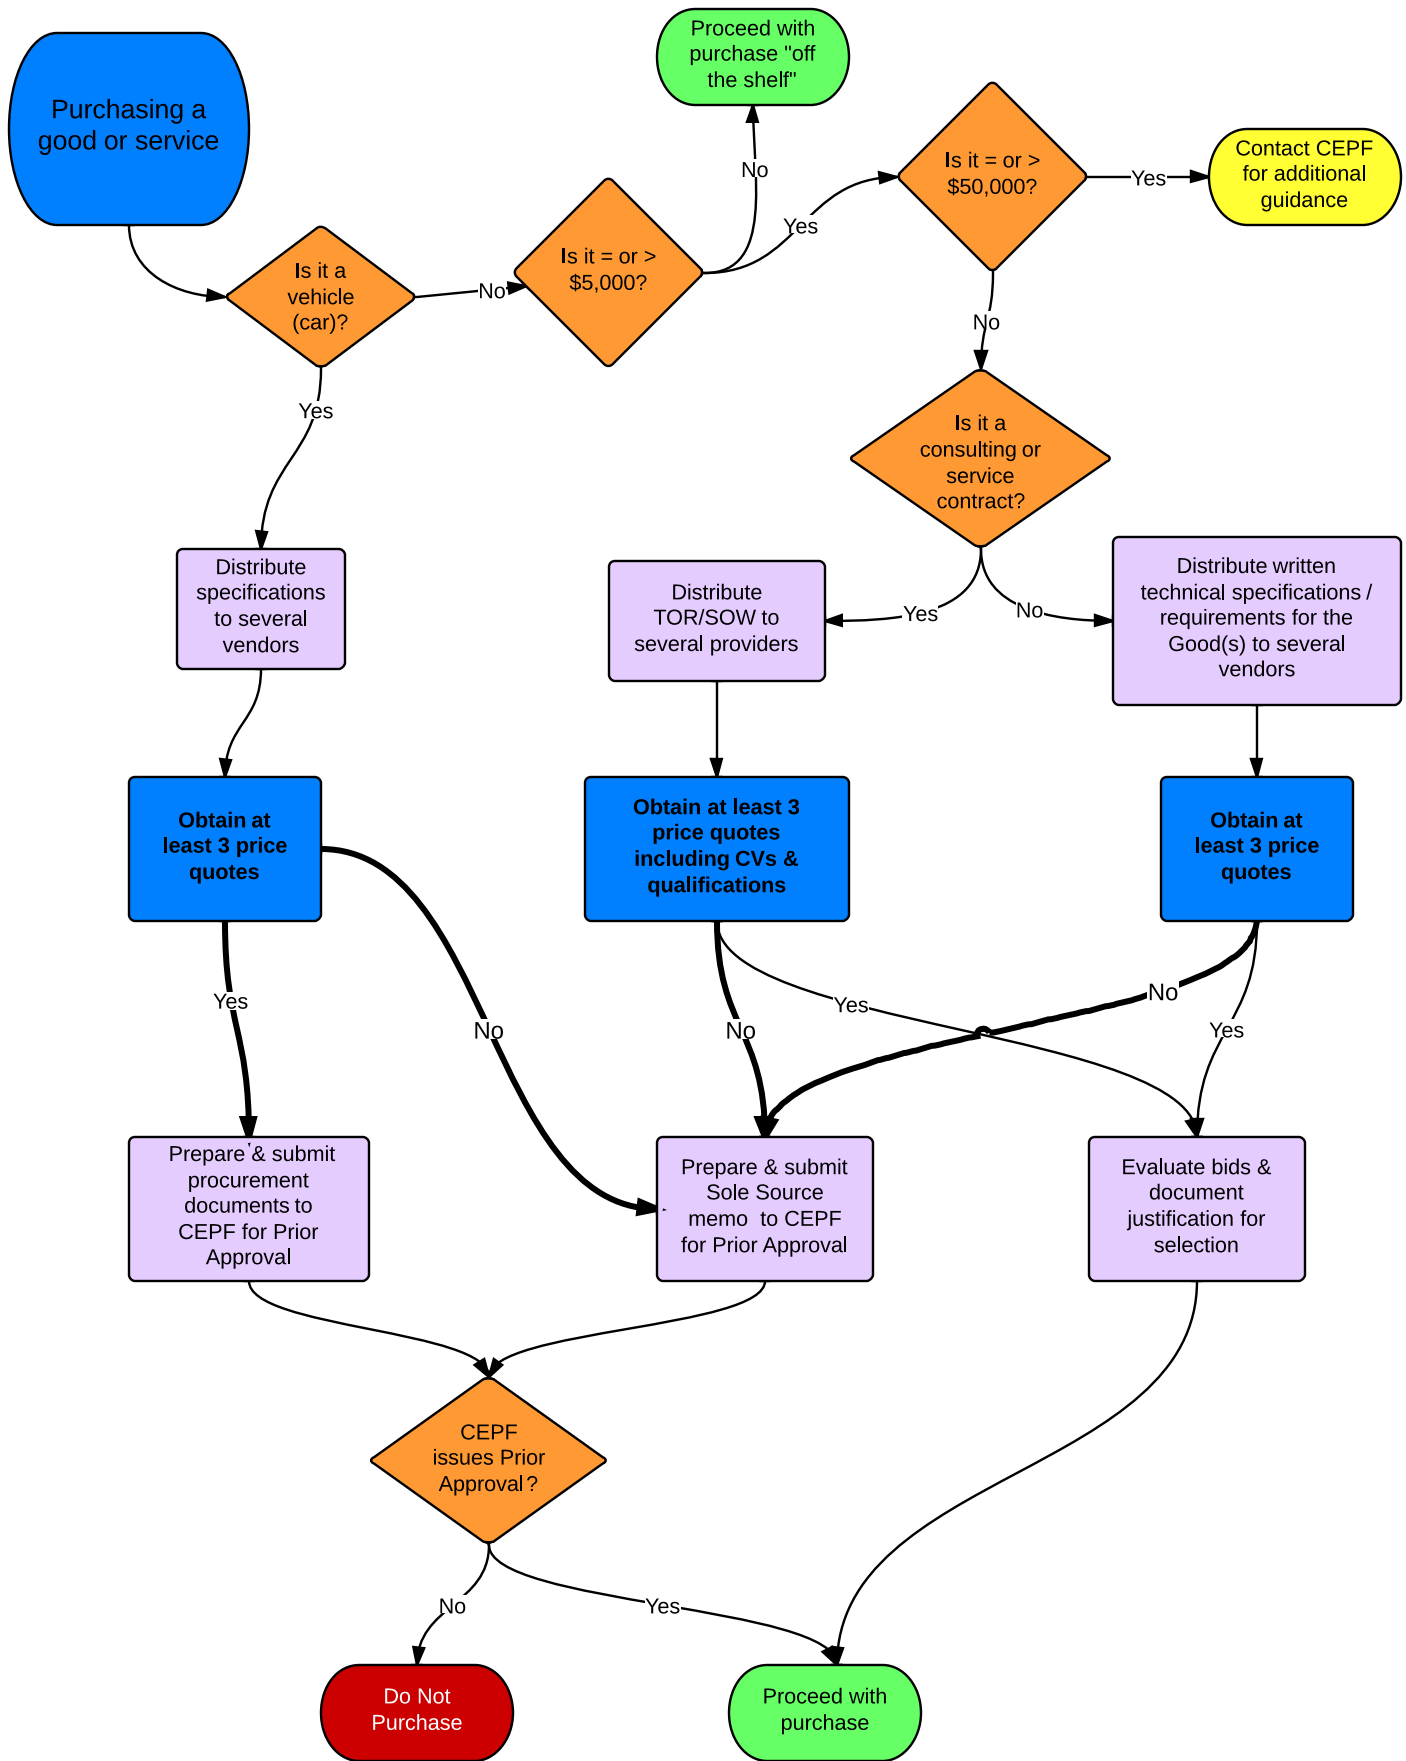 Proceed with
purchase "off
the shelf"
Purchasing a
good or service
Is it = or >
$50,000?
Yes
Contact CEPF
for additional
guidance
No
Yes
Is it a
vehicle
(car)?
No
Is it = or >
$5,000?
No
Yes
Is it a
consulting or
service
contract?
Distribute
specifications
to several
vendors
Distribute
TOR/SOW to
several providers
Yes
No
Distribute written
technical specifications /
requirements for the
Good(s) to several
vendors
Obtain at
least 3 price
quotes
Obtain at least 3
price quotes
including CVs &
qualifications
Obtain at
least 3 price
quotes
Yes
No
No
Yes
No
Yes
Prepare & submit
procurement
documents to
CEPF for Prior
Approval
Prepare & submit
Sole Source
memo  to CEPF
for Prior Approval
Evaluate bids &
document
justification for
selection
CEPF
issues Prior
Approval?
No
Yes
Do Not
Purchase
Proceed with
purchase